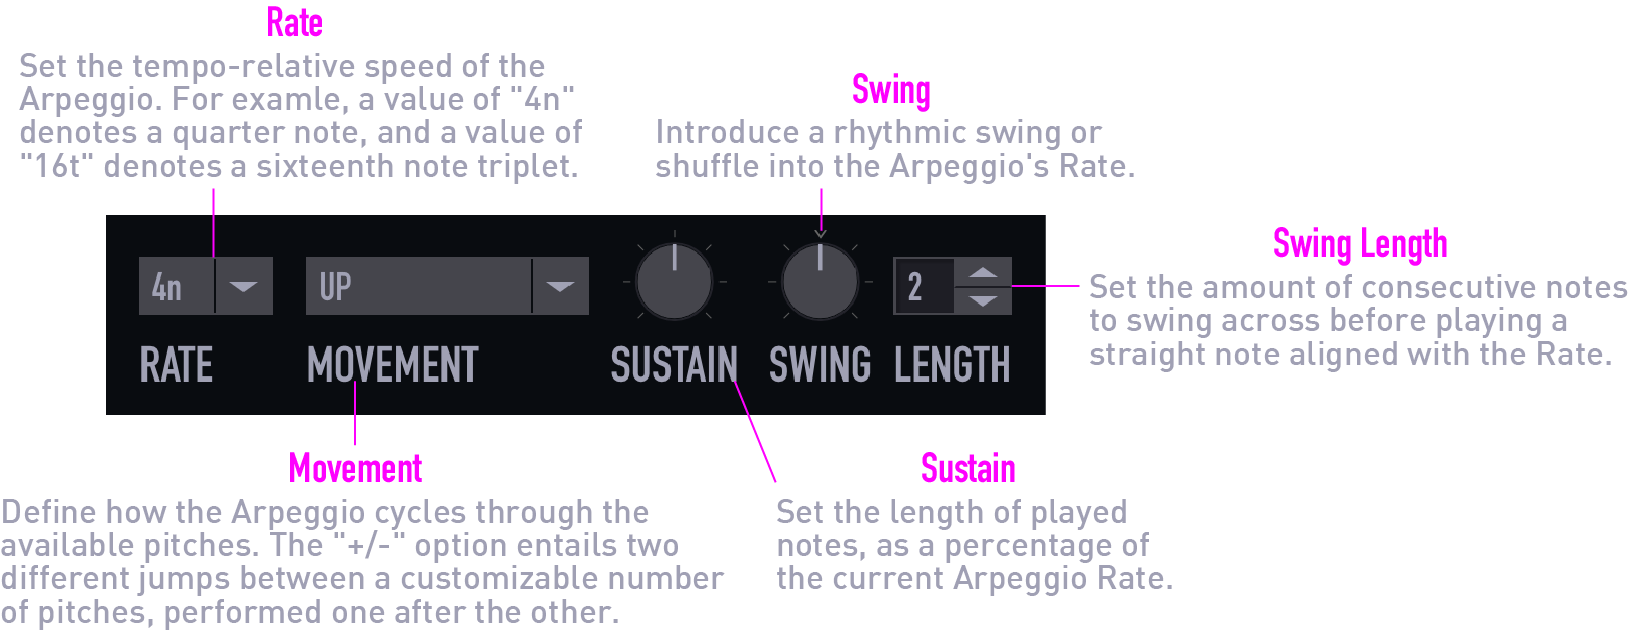 Rate
Set the tempo-relative speed of the
Arpeggio. For examle, a value of "4n"
denotes a quarter note, and a value of
"16t" denotes a sixteenth note triplet.
Swing
Introduce a rhythmic swing or
shuffle into the Arpeggio's Rate.
Swing Length
Set the amount of consecutive notes
to swing across before playing a
straight note aligned with the Rate.
4n
UP
2
RATE
MOVEMENT
SUSTAIN
SWING
LENGTH
Movement
Define how the Arpeggio cycles through the
available pitches. The "+/-" option entails two
different jumps between a customizable number
of pitches, performed one after the other.
Sustain
Set the length of played
notes, as a percentage of
the current Arpeggio Rate.